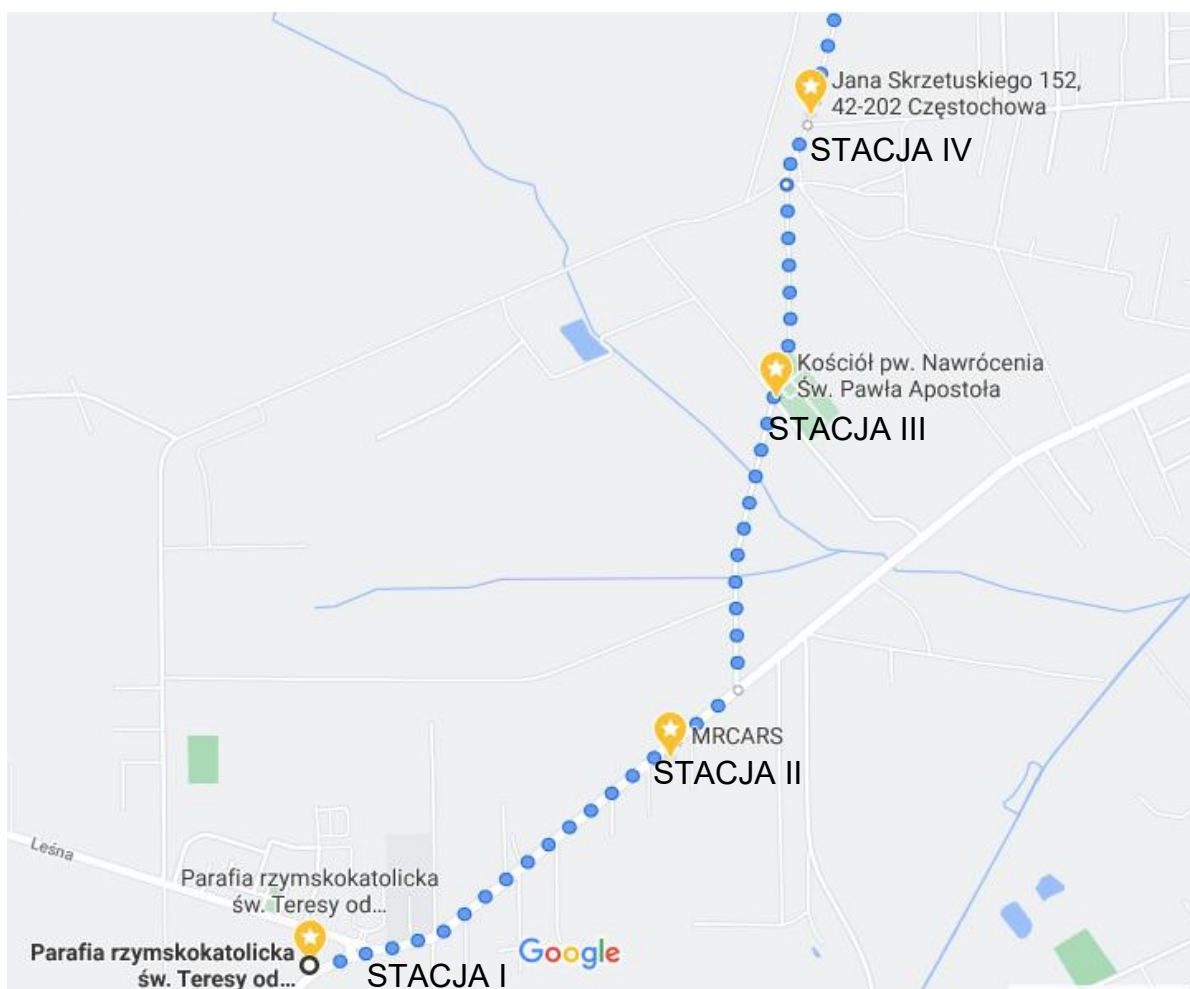 Jana Skrzetuskiego 152,
42-202 Częstochowa
STACJA IV
Kościół pw. Nawrócenia
Św. Pawła Apostoła
STACJA III
MRCARS
STACJA II
Leśna
Parafia rzymskokatolicka
św. Teresy od...
Parafia rzymskokatolicka
św. Teresy od...
STACJA I
Google